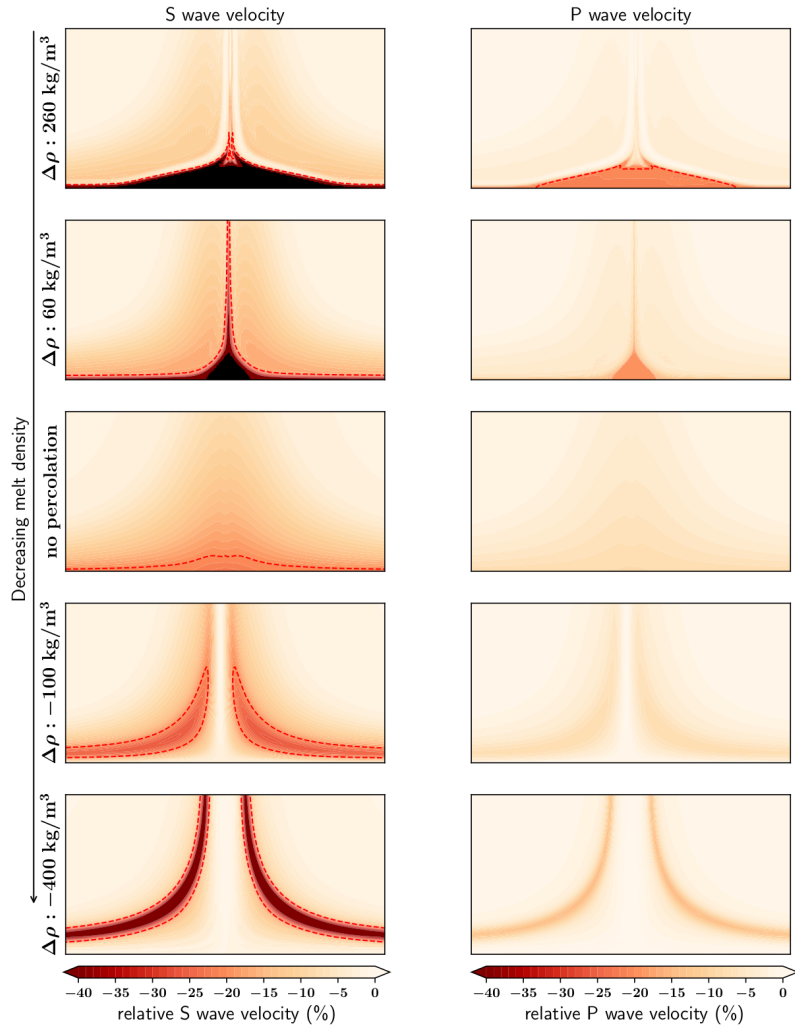 S wave velocity
P wave velocity
Δρ : 260 kg/m³
Δρ : 60 kg/m³
no percolation
Δρ : −100 kg/m³
Δρ : −400 kg/m³
Decreasing melt density
−40 −35 −30 −25 −20 −15 −10 −5 0
relative S wave velocity (%)
−40 −35 −30 −25 −20 −15 −10 −5 0
relative P wave velocity (%)